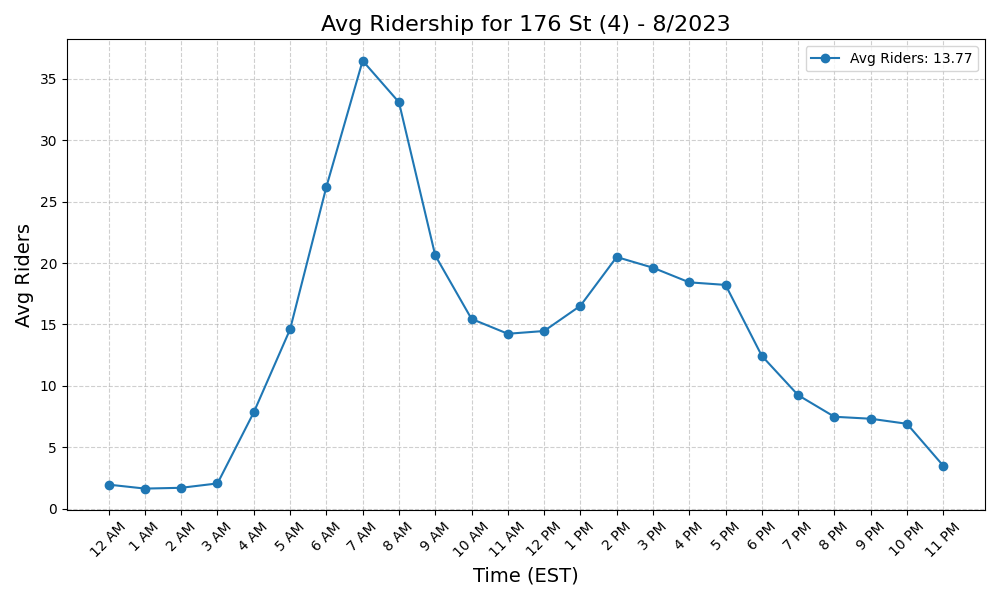 Avg Ridership for 176 St (4) - 8/2023
Avg Riders: 13.77
Avg Riders
35
30
25
20
15
10
5
0
12 AM
1 AM
2 AM
3 AM
4 AM
5 AM
6 AM
7 AM
8 AM
9 AM
10 AM
11 AM
12 PM
1 PM
2 PM
3 PM
4 PM
5 PM
6 PM
7 PM
8 PM
9 PM
10 PM
11 PM
Time (EST)